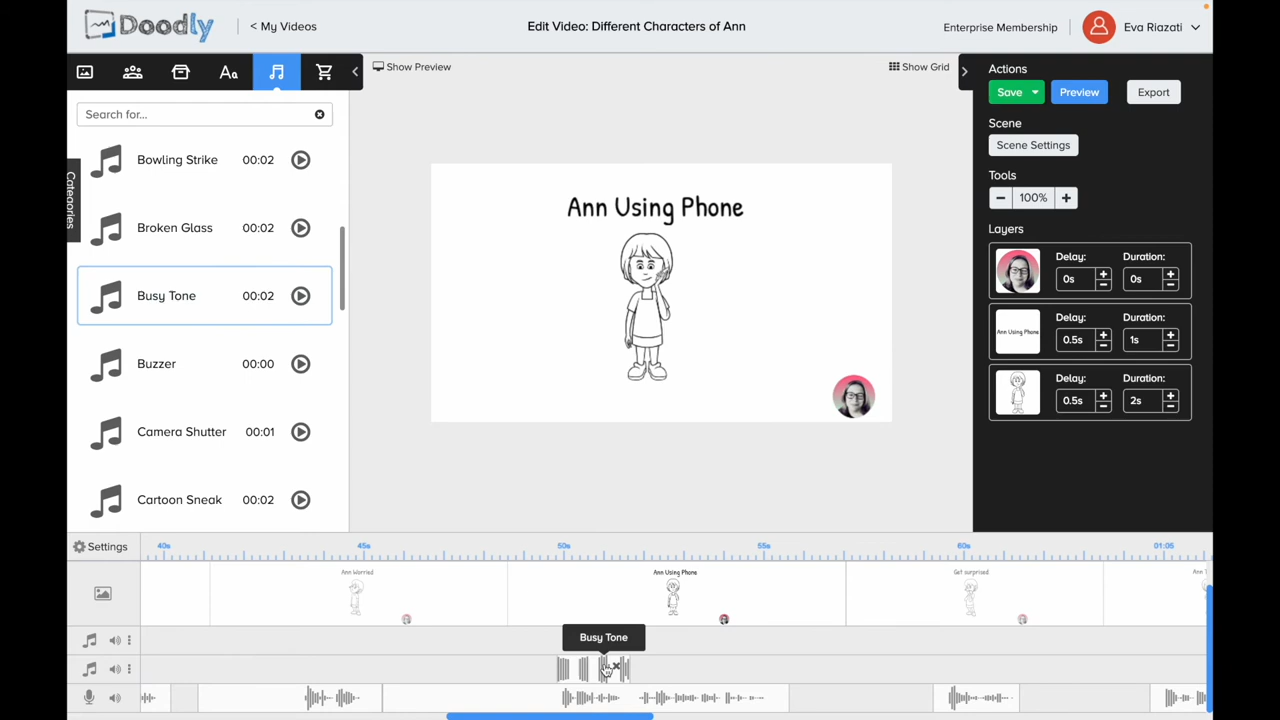 Doodly
< My Videos
Edit Video: Different Characters of Ann
Enterprise Membership
Eva Riazati
Aa
Show Preview
Show Grid
Search for...
Categories
Bowling Strike 00:02
Broken Glass 00:02
Busy Tone 00:02
Buzzer 00:00
Camera Shutter 00:01
Cartoon Sneak 00:02
Ann Using Phone
Actions
Save
Preview
Export
Scene
Scene Settings
Tools
100%
Layers
Delay: Duration:
0s 0s
Ann Using Phone
Delay: Duration:
0.5s 1s
Delay: Duration:
0.5s 2s
Settings
40s 45s 50s 55s 60s 01:05
Ann Worried
Ann Using Phone
Get surprised
Busy Tone